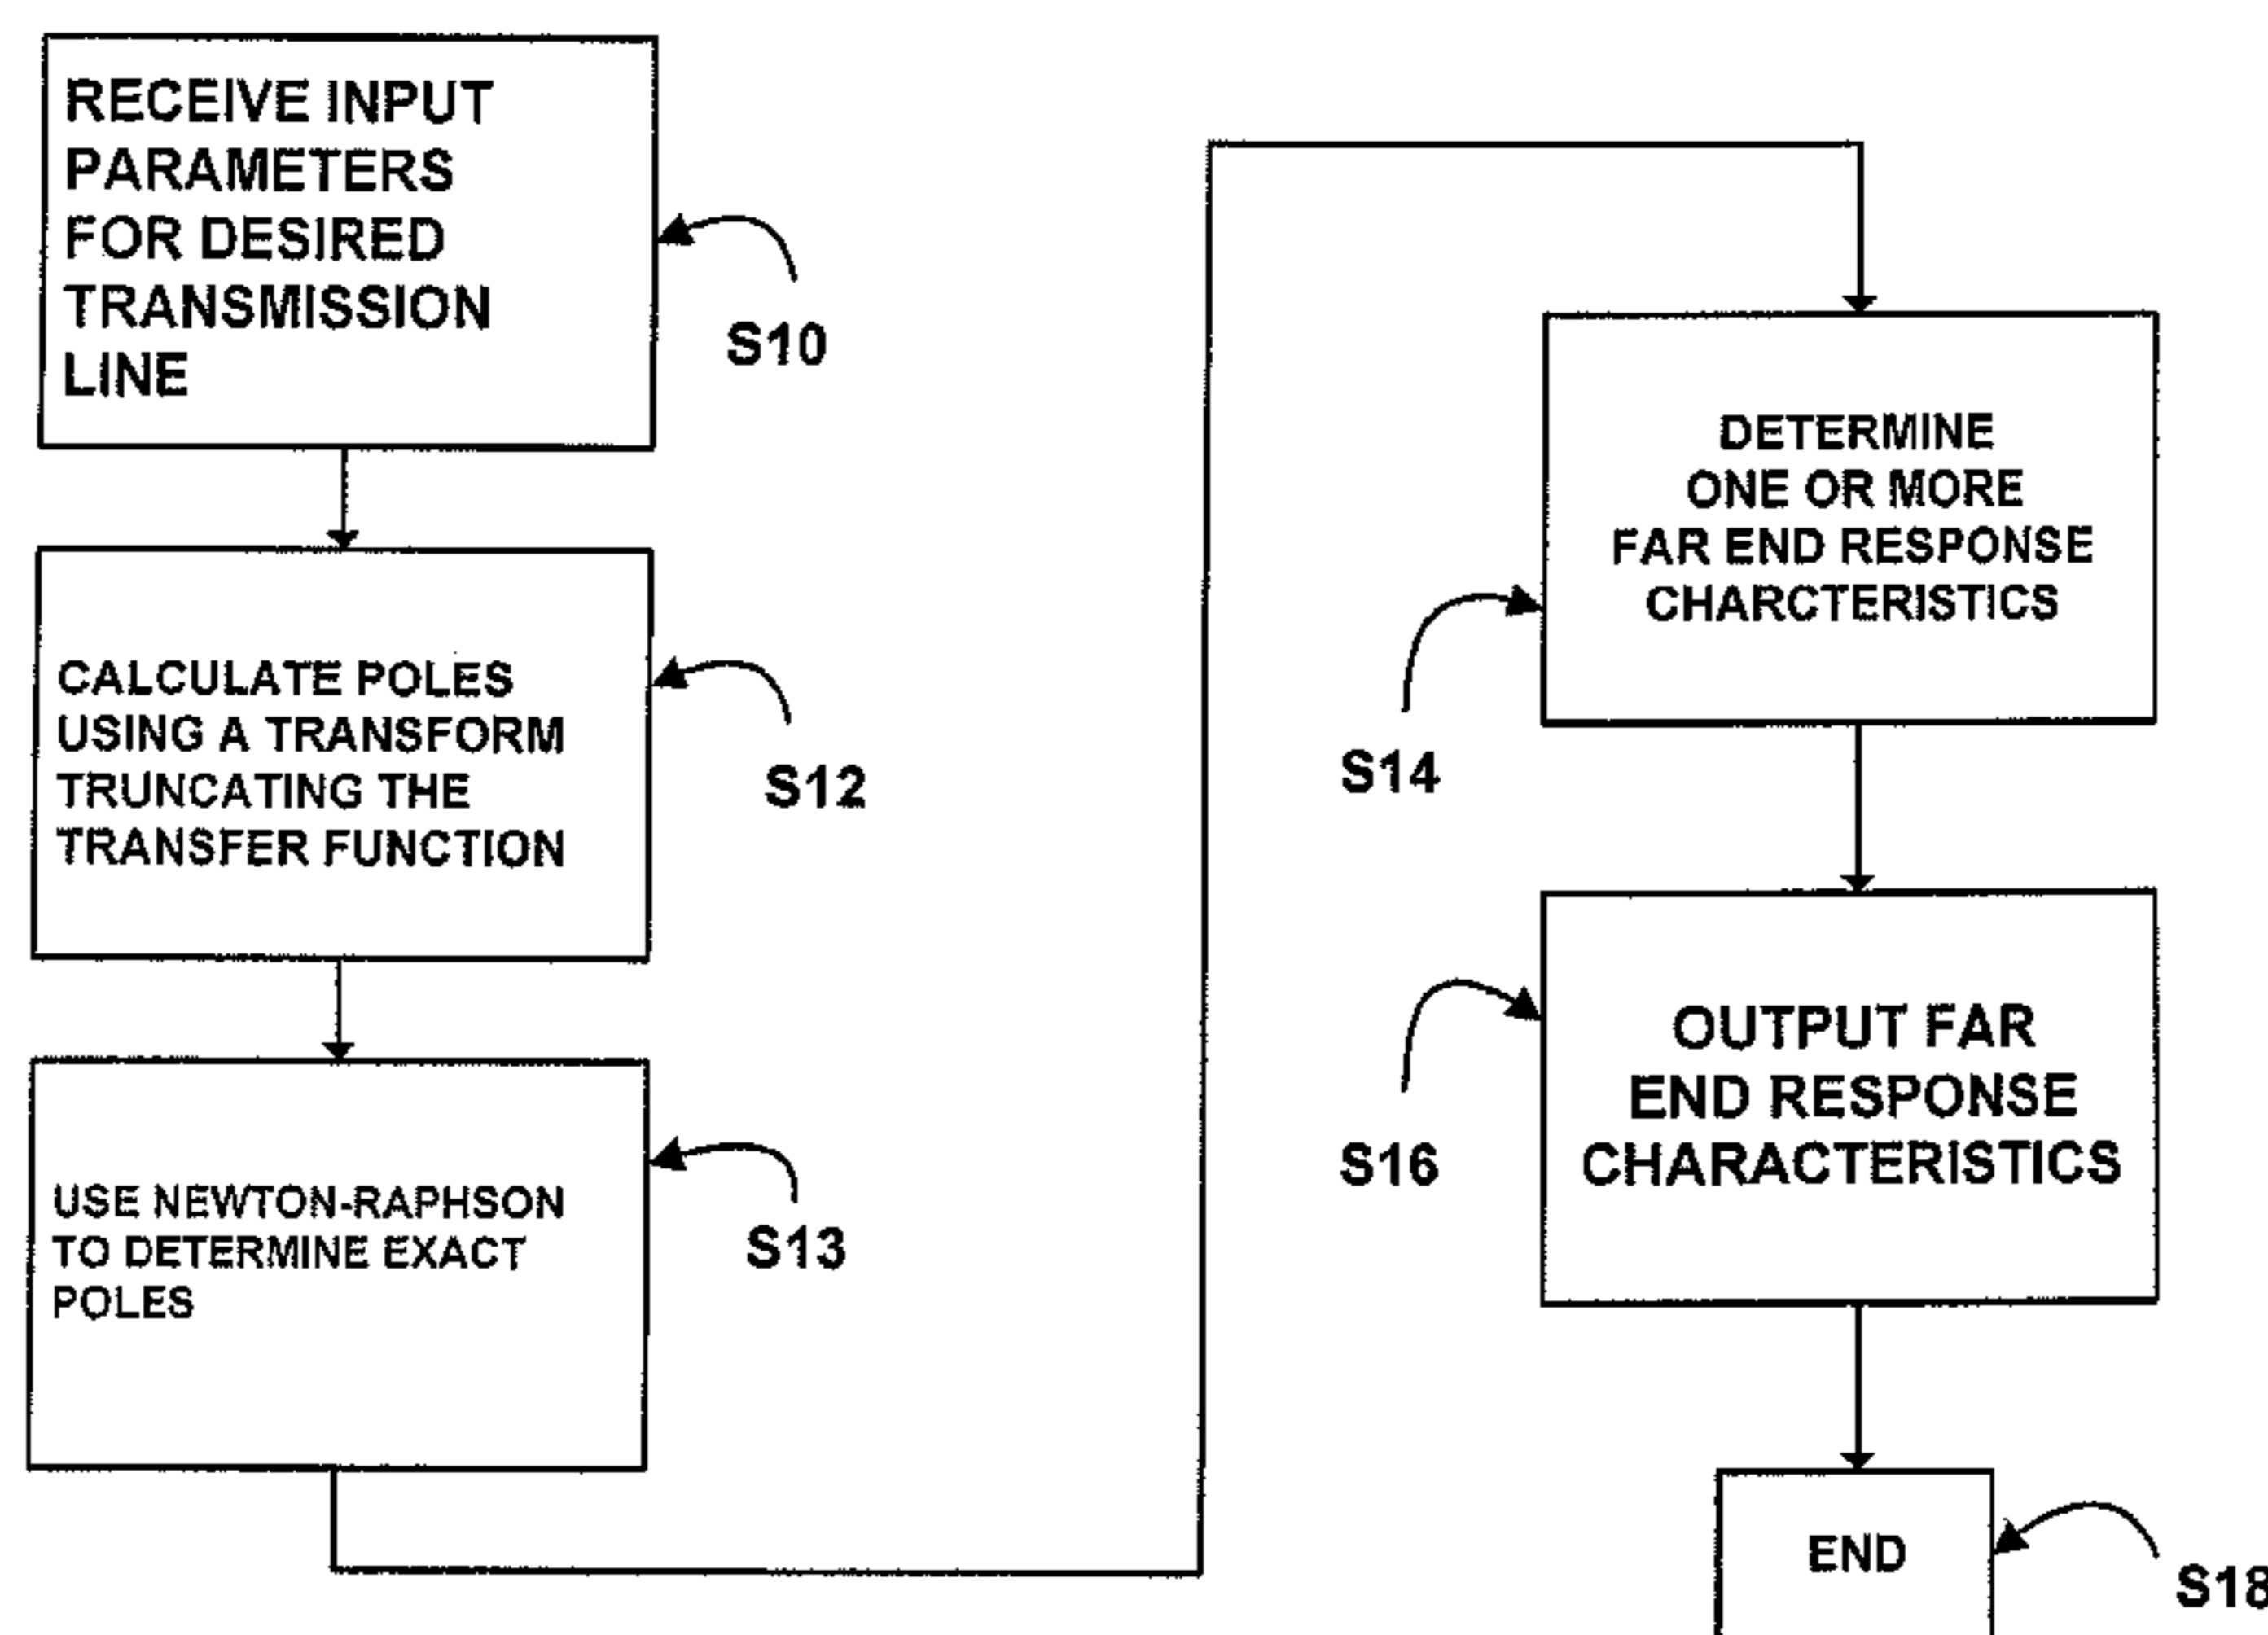 RECEIVE INPUT
PARAMETERS
FOR DESIRED
TRANSMISSION
LINE
S10
CALCULATE POLES
USING A TRANSFORM
TRUNCATING THE
TRANSFER FUNCTION
S12
USE NEWTON-RAPHSON
TO DETERMINE EXACT
POLES
S13
DETERMINE
ONE OR MORE
FAR END RESPONSE
CHARCTERISTICS
S14
OUTPUT FAR
END RESPONSE
CHARACTERISTICS
S16
END
S18